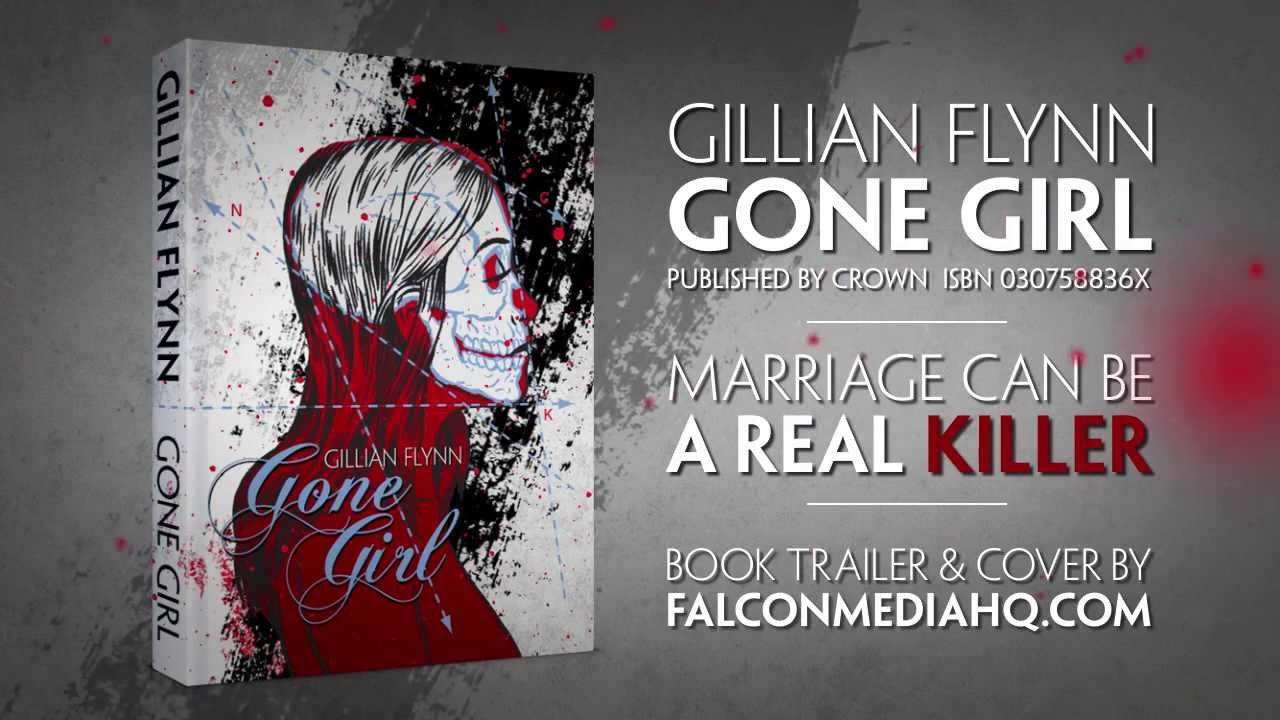 GILLIAN FLYNN GONE GIRL
N
C
K
GILLIAN FLYNN
Gone
Girl
GILLIAN FLYNN
GONE GIRL
PUBLISHED BY CROWN ISBN 030758836X
MARRIAGE CAN BE
A REAL KILLER
BOOK TRAILER & COVER BY
FALCONMEDIAHQ.COM